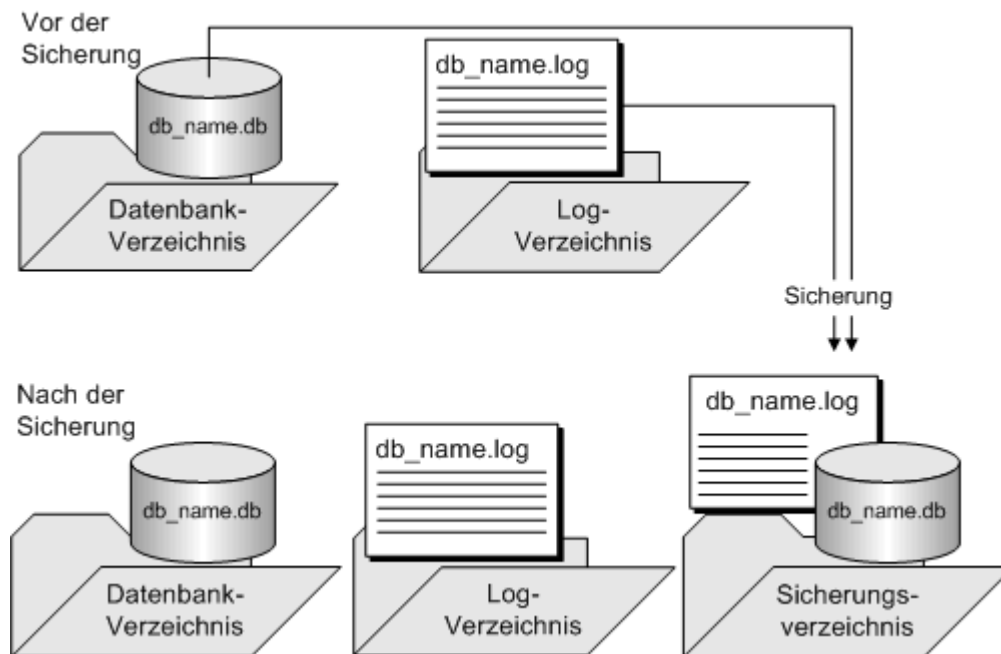 Vor der
Sicherung
db_name.db
Datenbank-
Verzeichnis
db_name.log
Log-
Verzeichnis
Sicherung
Nach der
Sicherung
db_name.db
Datenbank-
Verzeichnis
db_name.log
Log-
Verzeichnis
db_name.log
db_name.db
Sicherungs-
verzeichnis